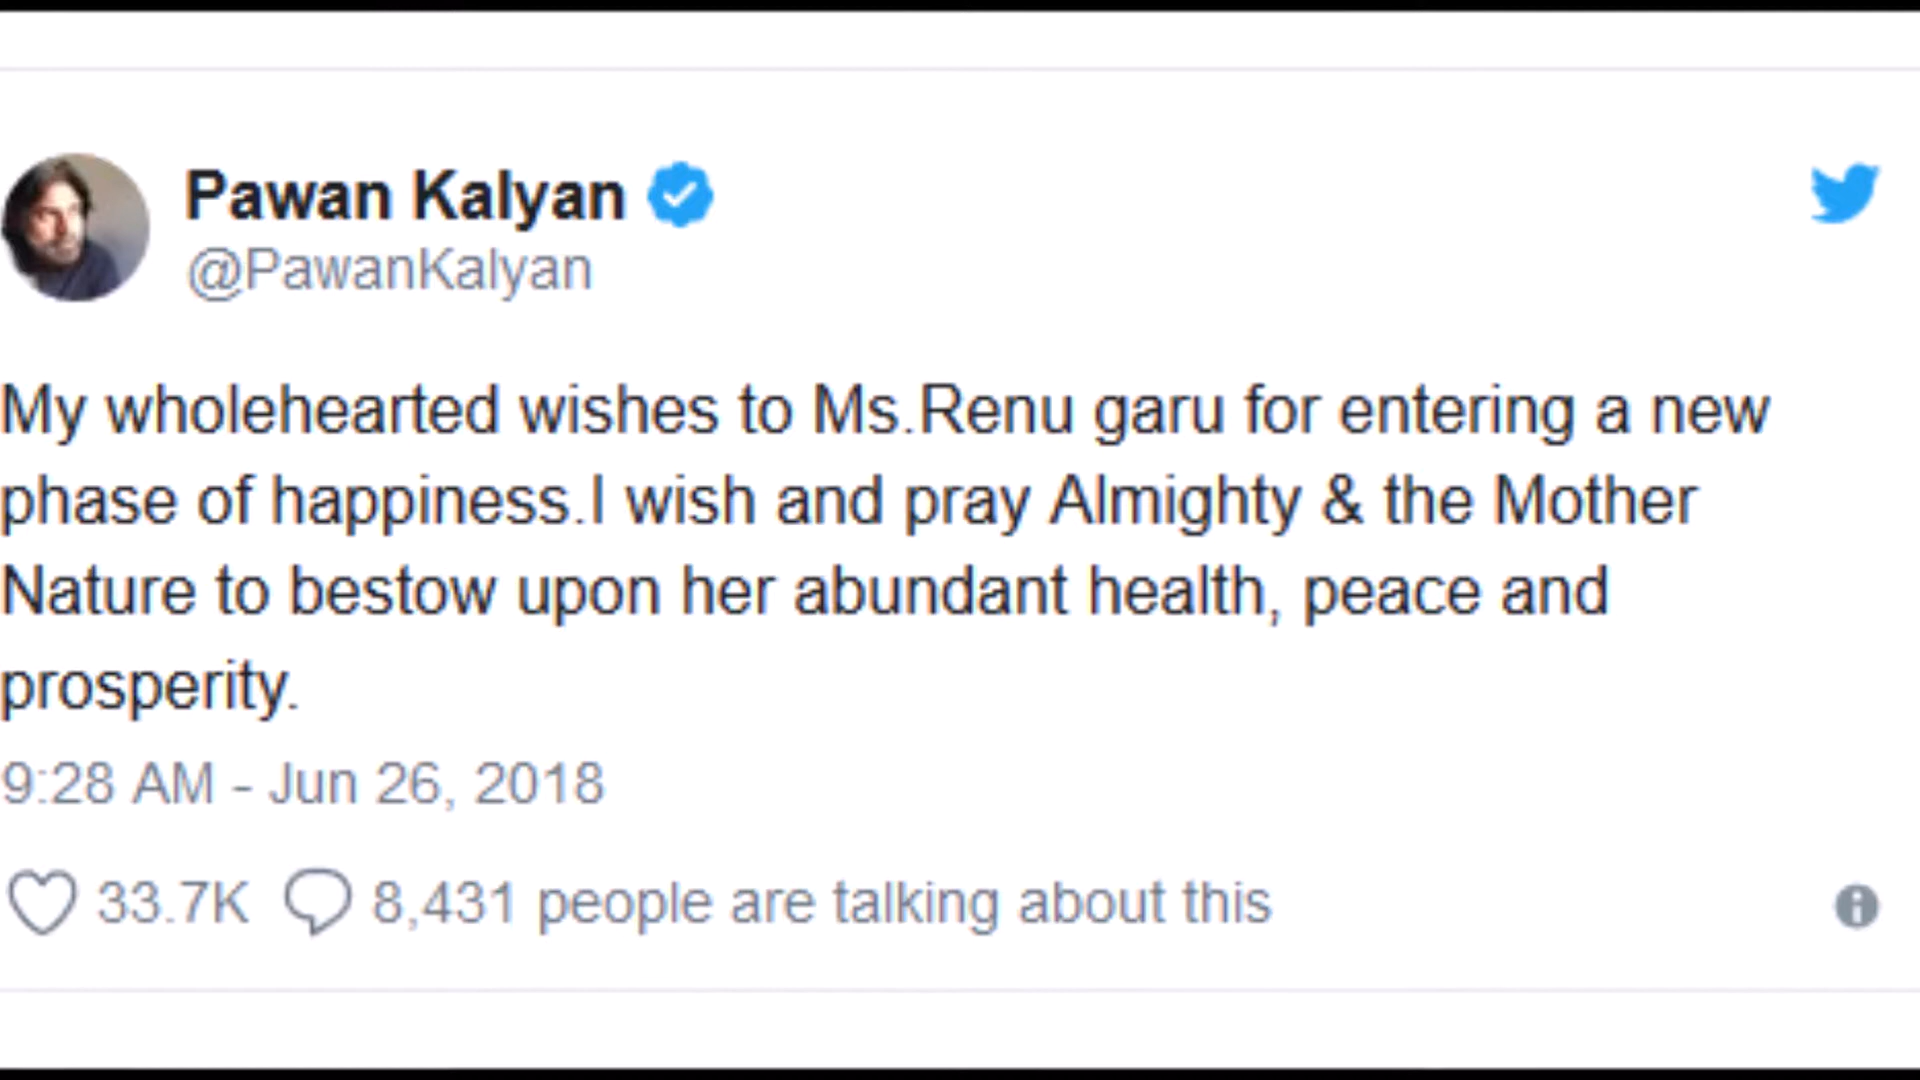 Pawan Kalyan
@PawanKalyan
My wholehearted wishes to Ms.Renu garu for entering a new
phase of happiness.I wish and pray Almighty & the Mother
Nature to bestow upon her abundant health, peace and
prosperity.
9:28 AM - Jun 26, 2018
33.7K 8,431 people are talking about this